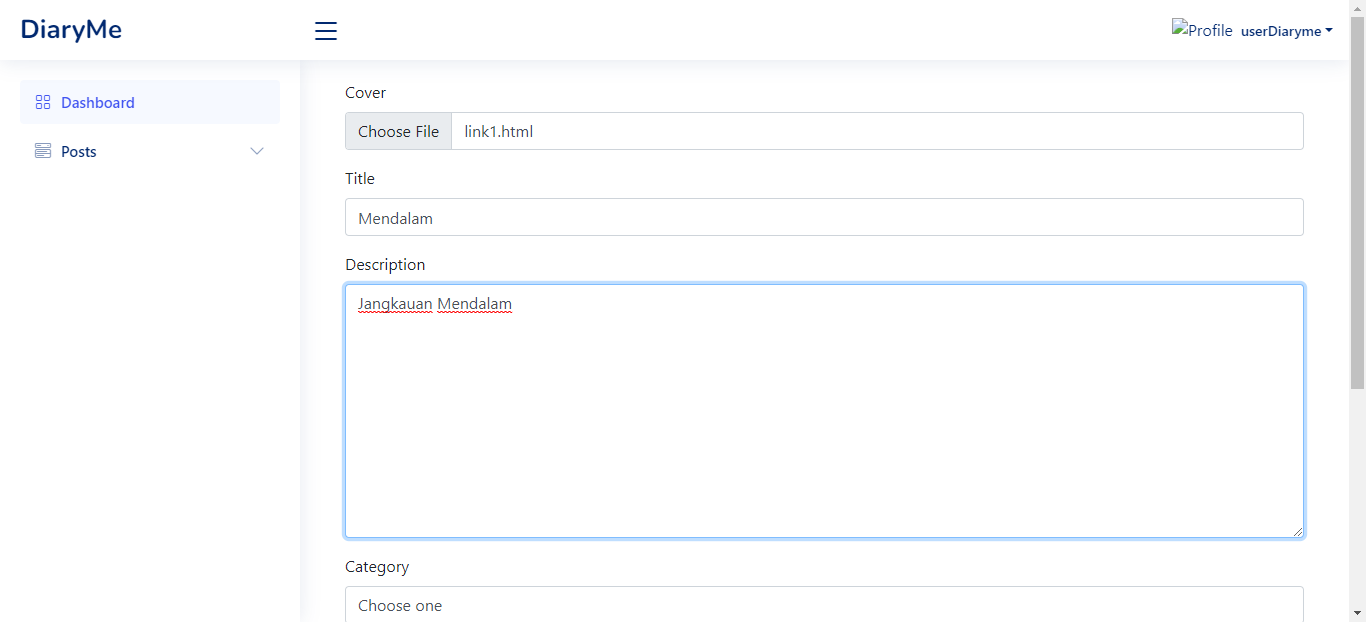 DiaryMe
Profile userDiaryme
Dashboard
Posts
Cover
Choose File link1.html
Title
Mendalam
Description
Jangkauan Mendalam
Category
Choose one